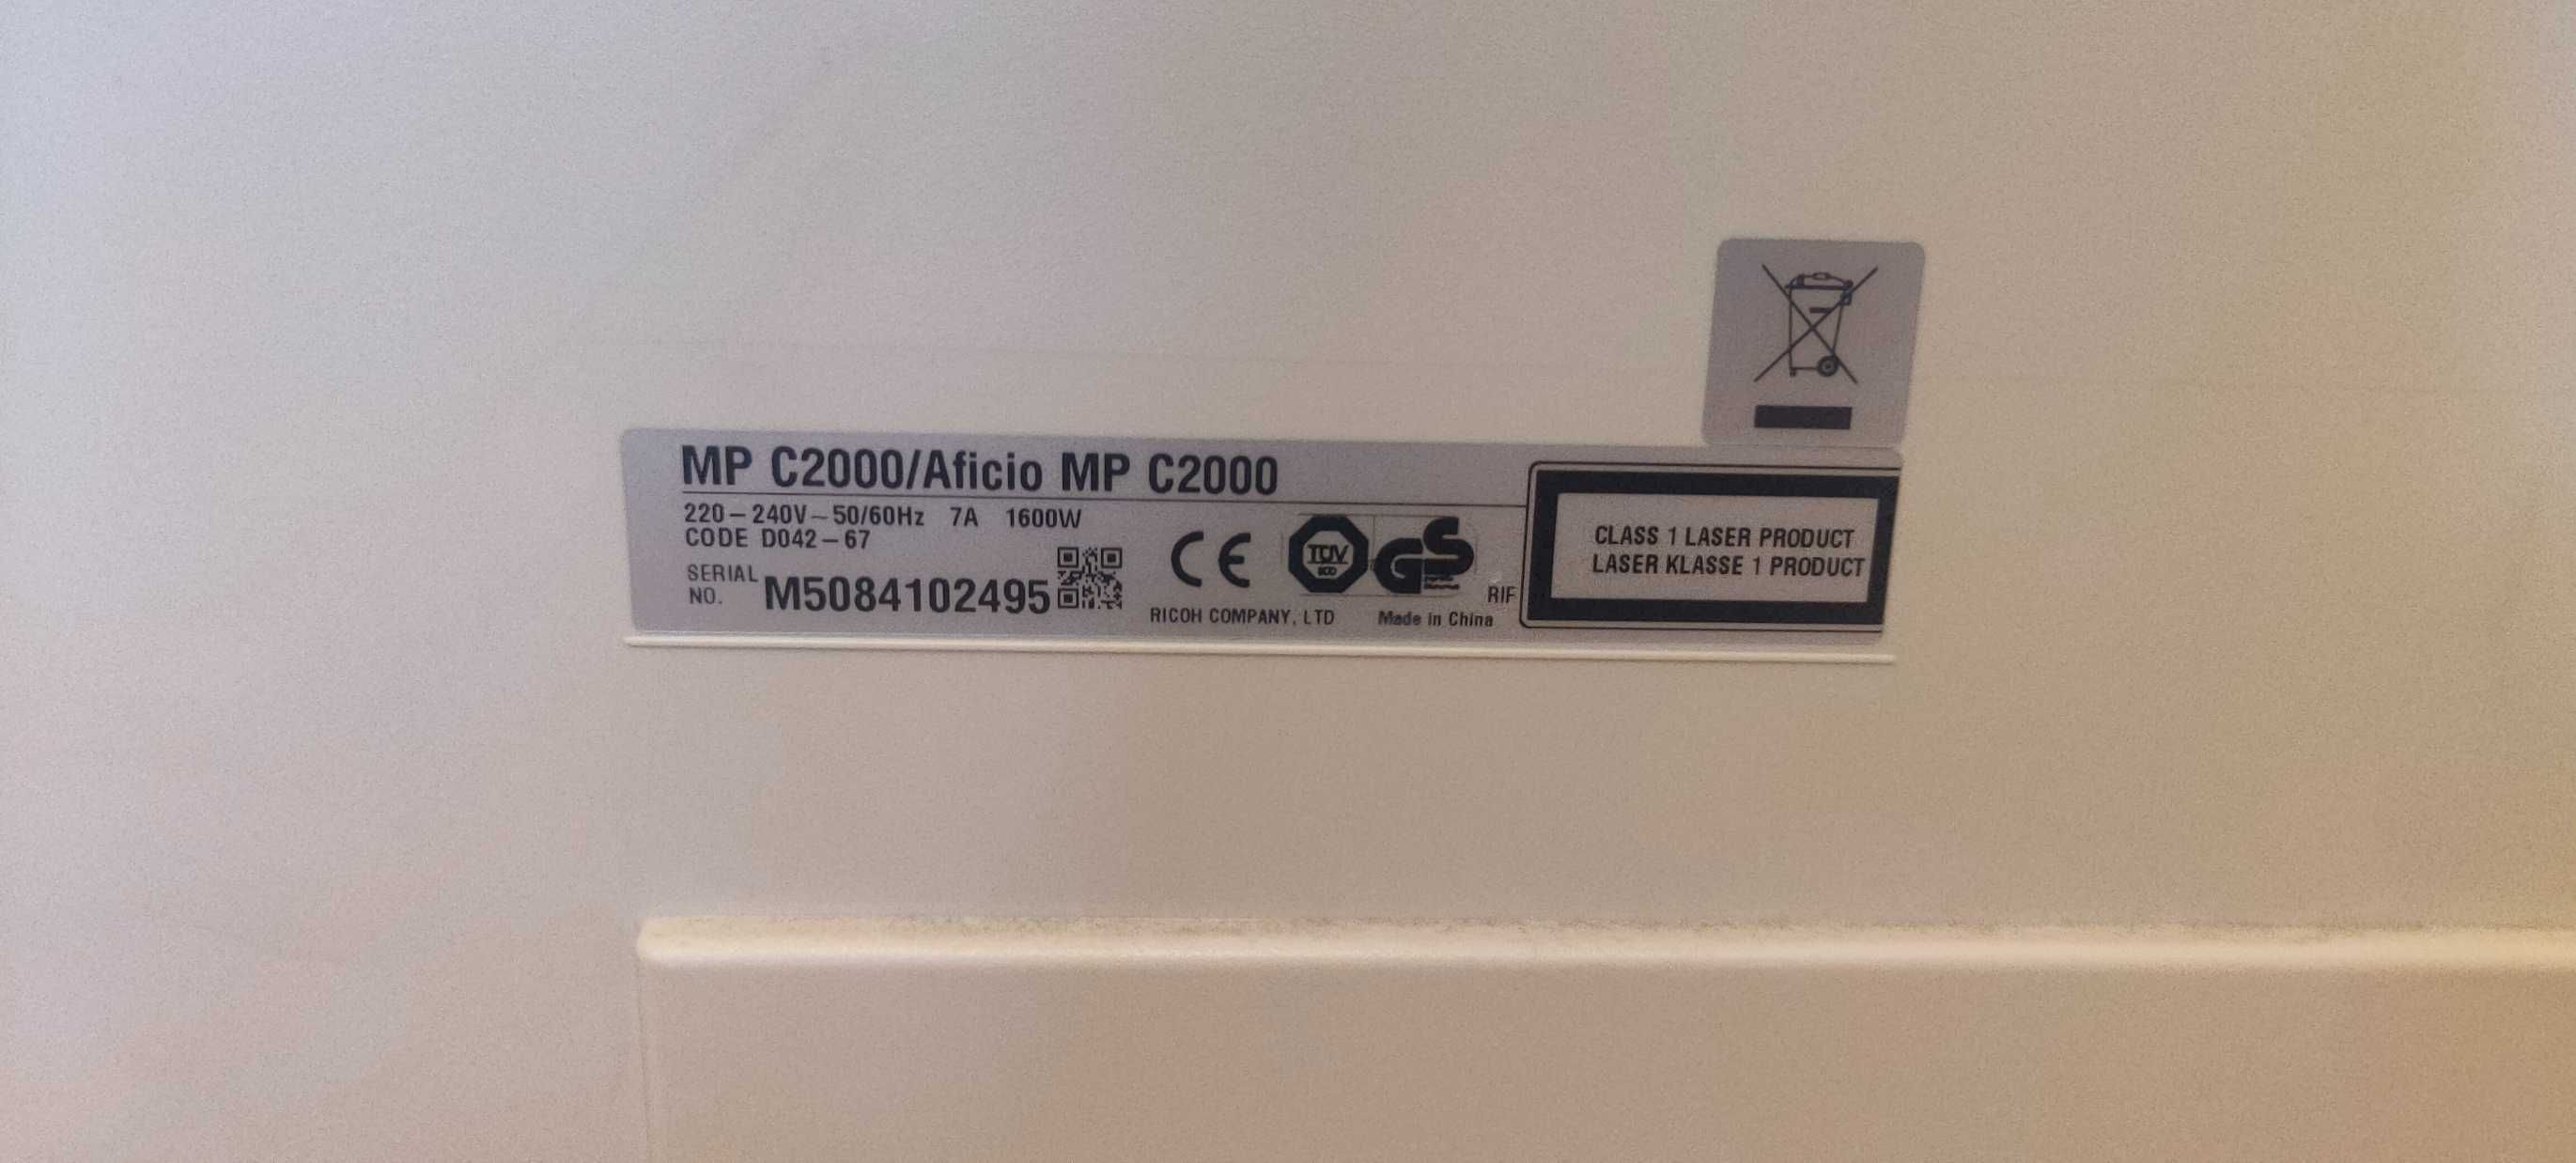 MP C2000/Aficio MP C2000
220－240V～50/60Hz 7A 1600W
CODE D042－67
SERIAL NO. M5084102495
CE
TÜV
GS
RIF
RICOH COMPANY, LTD Made in China
CLASS 1 LASER PRODUCT
LASER KLASSE 1 PRODUCT